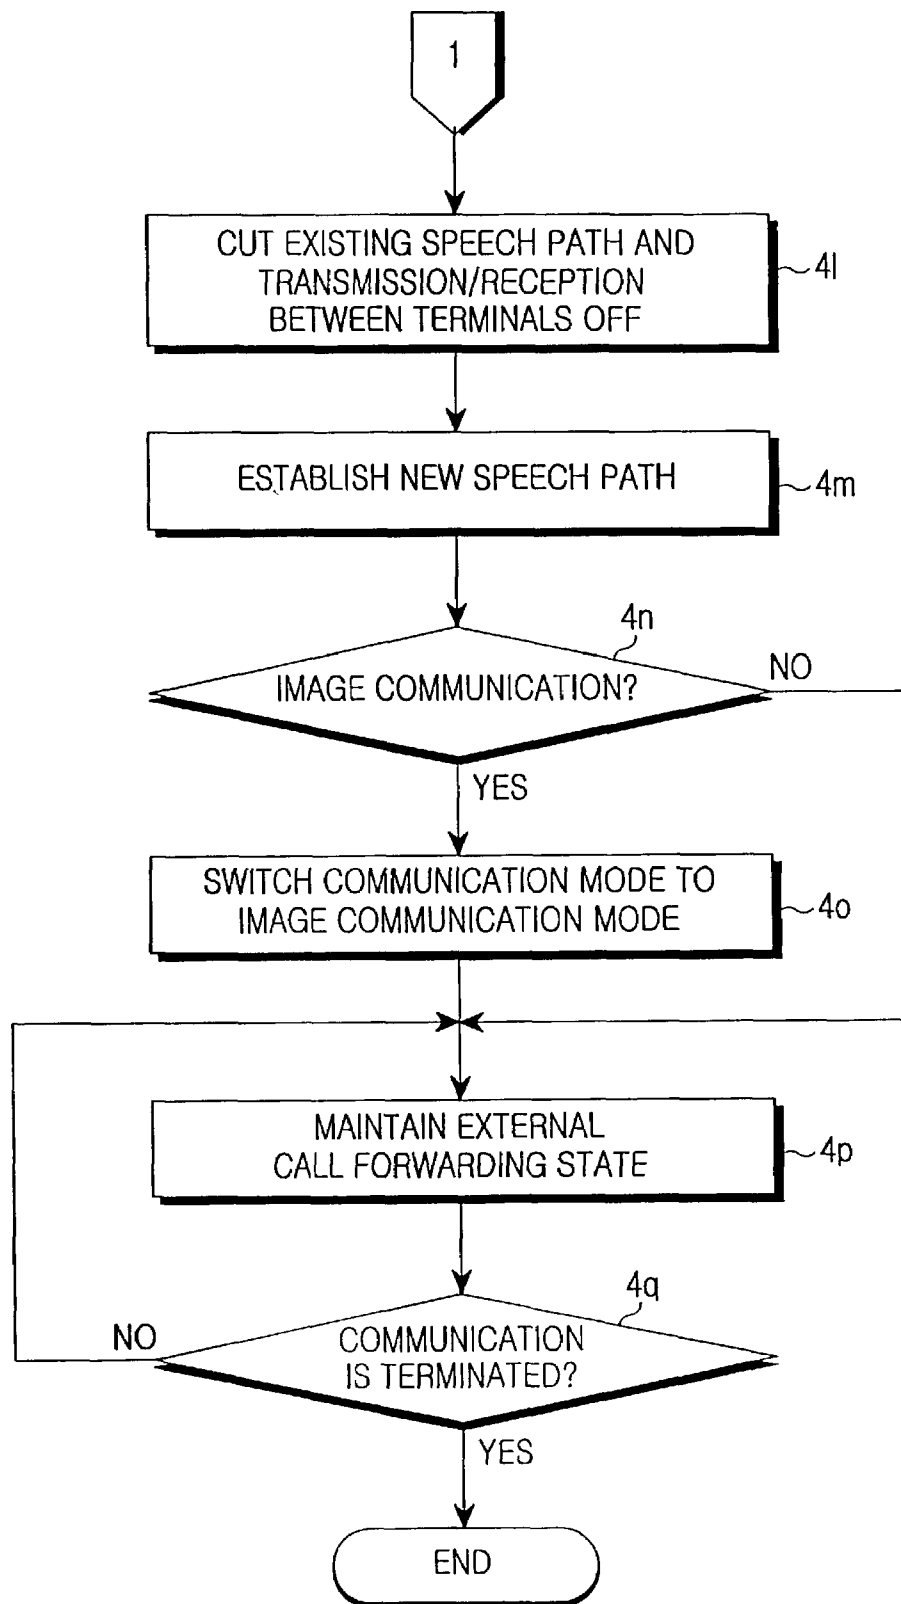 1
CUT EXISTING SPEECH PATH AND
TRANSMISSION/RECEPTION
BETWEEN TERMINALS OFF
4l
ESTABLISH NEW SPEECH PATH
4m
4n
IMAGE COMMUNICATION?
NO
YES
SWITCH COMMUNICATION MODE TO
IMAGE COMMUNICATION MODE
4o
MAINTAIN EXTERNAL
CALL FORWARDING STATE
4p
4q
COMMUNICATION
IS TERMINATED?
NO
YES
END